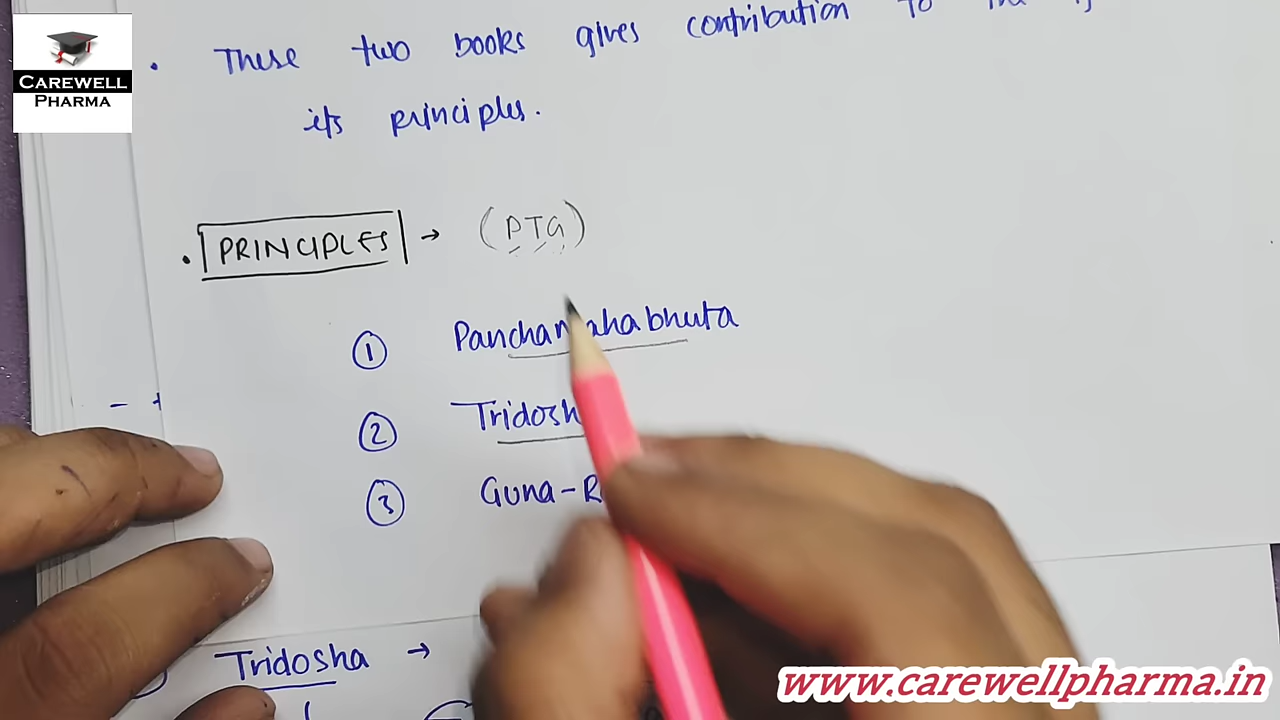 CAREWELL
PHARMA
• These two books gives contribution to
its principles.
• PRINCIPLES → (PTG)
① Panchamahabhuta
② Tridosh
③ Guna-R
Tridosha →
www.carewellpharma.in